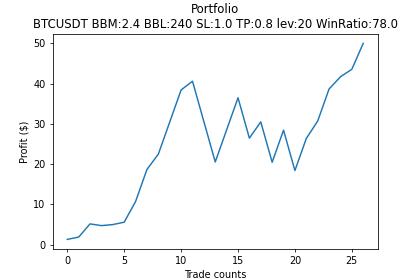 Portfolio
BTCUSDT BBM:2.4 BBL:240 SL:1.0 TP:0.8 lev:20 WinRatio:78.0
Profit ($)
50
40
30
20
10
0
0 5 10 15 20 25
Trade counts